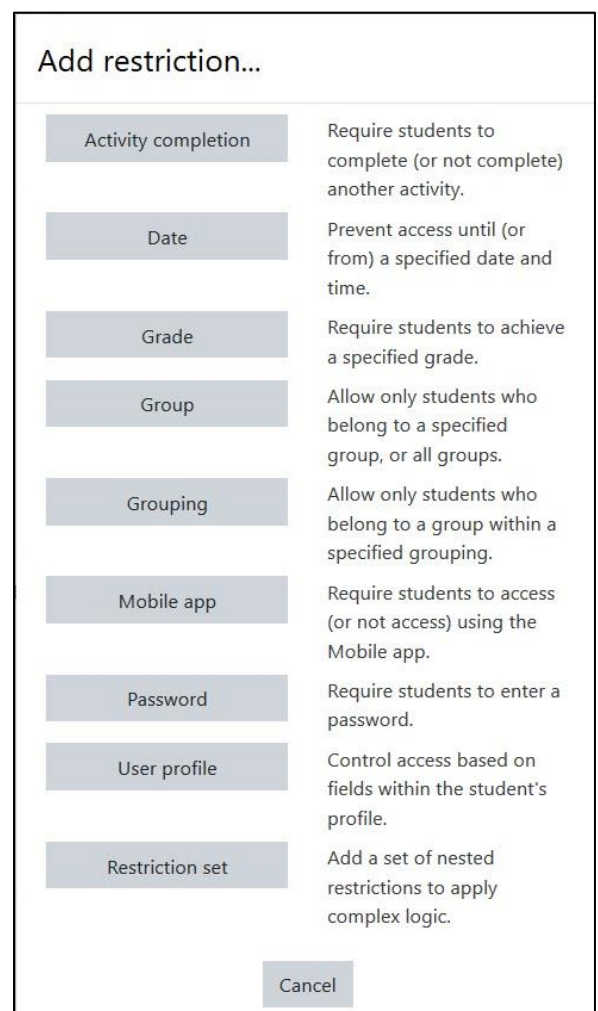 Add restriction...
Activity completion
Require students to
complete (or not complete)
another activity.
Date
Prevent access until (or
from) a specified date and
time.
Grade
Require students to achieve
a specified grade.
Group
Allow only students who
belong to a specified
group, or all groups.
Grouping
Allow only students who
belong to a group within a
specified grouping.
Mobile app
Require students to access
(or not access) using the
Mobile app.
Password
Require students to enter a
password.
User profile
Control access based on
fields within the student's
profile.
Restriction set
Add a set of nested
restrictions to apply
complex logic.
Cancel